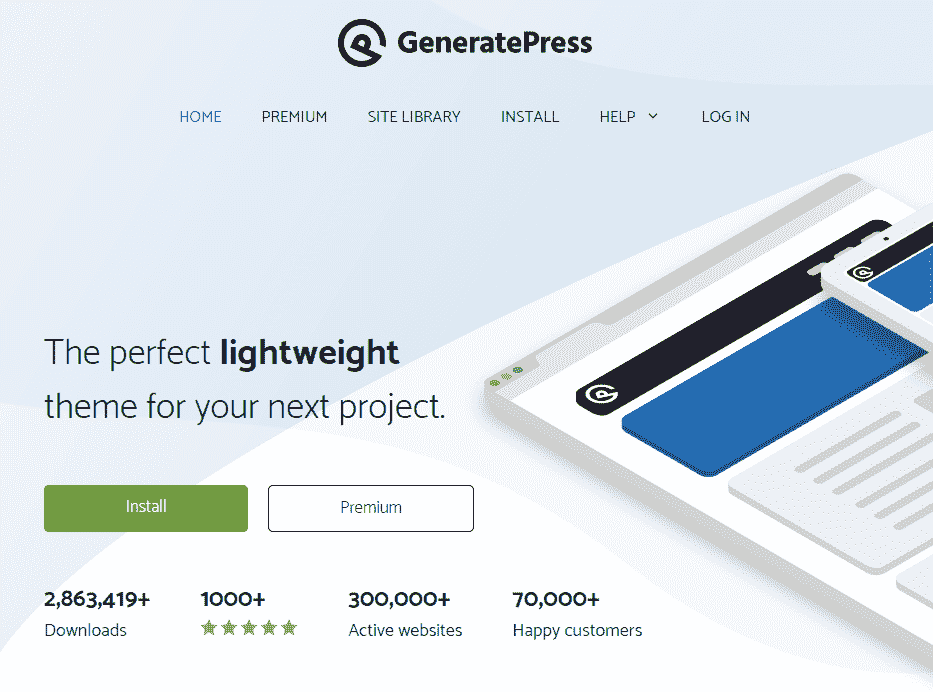 GeneratePress
HOME PREMIUM SITE LIBRARY INSTALL HELP LOG IN
The perfect lightweight
theme for your next project.
Install Premium
2,863,419+ 1000+ 300,000+ 70,000+
Downloads Active websites Happy customers